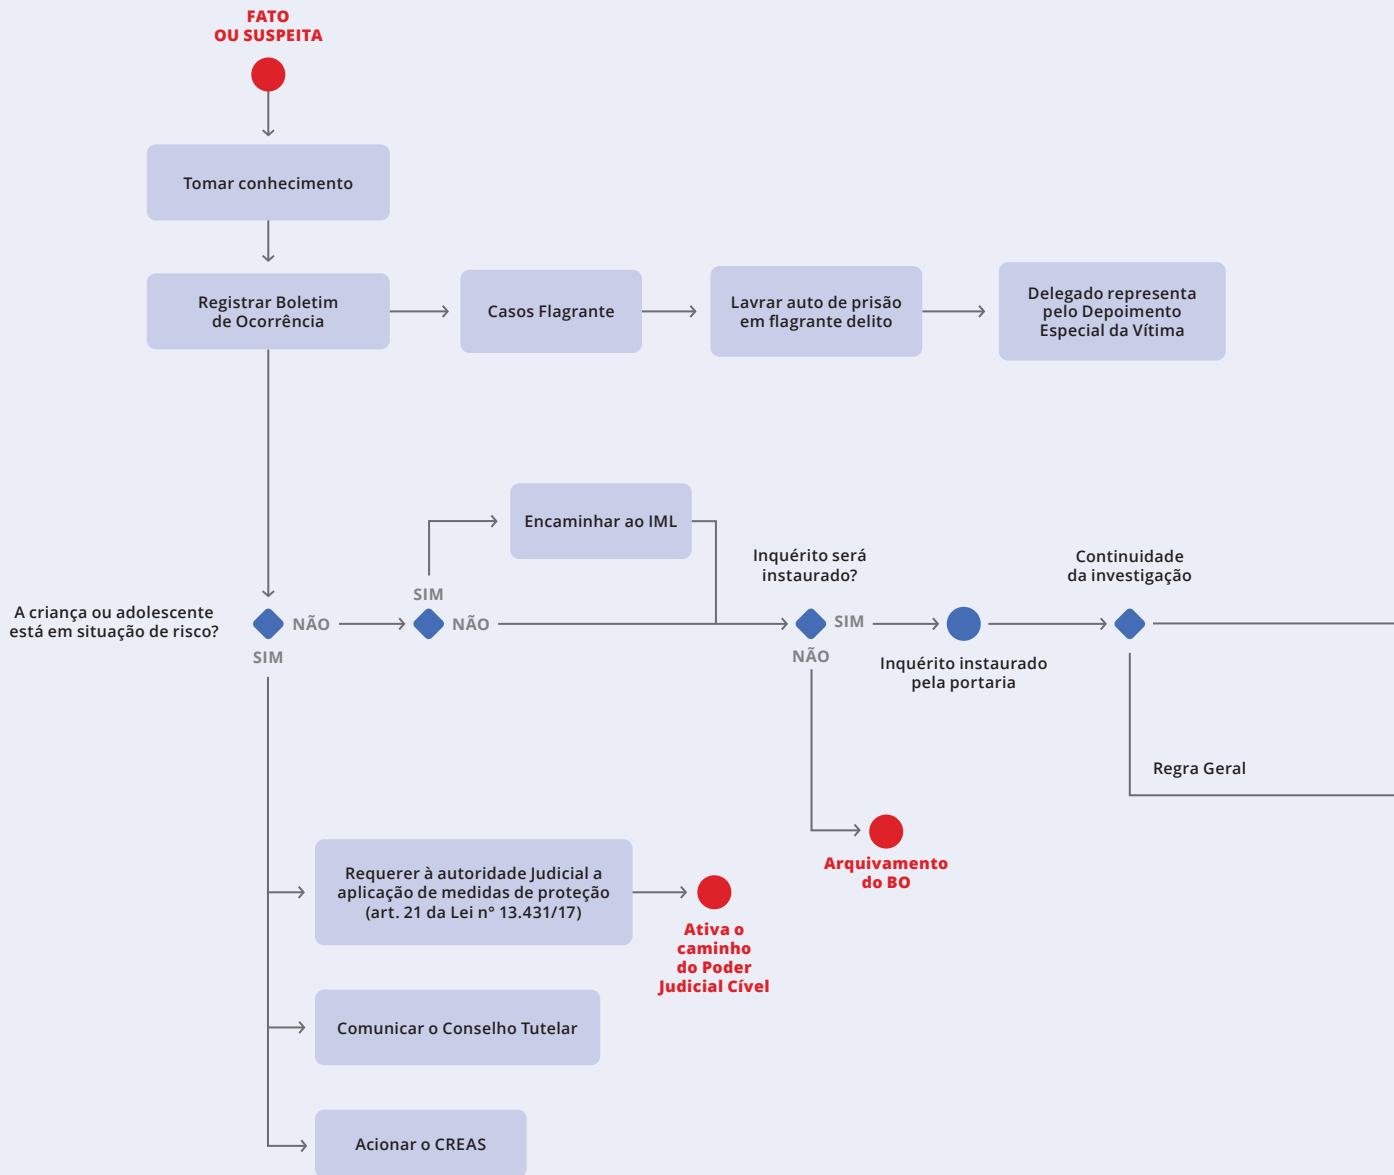 FATO
OU SUSPEITA
Tomar conhecimento
Registrar Boletim
de Ocorrência
Casos Flagrante
Lavrar auto de prisão
em flagrante delito
Delegado representa
pelo Depoimento
Especial da Vítima
Encaminhar ao IML
Inquérito será
instaurado?
Continuidade
da investigação
A criança ou adolescente
está em situação de risco?
NÃO
SIM
SIM
NÃO
SIM
NÃO
Inquérito instaurado
pela portaria
Regra Geral
Arquivamento
do BO
Requerer à autoridade Judicial a
aplicação de medidas de proteção
(art. 21 da Lei n° 13.431/17)
Ativa o
caminho
do Poder
Judicial Cível
Comunicar o Conselho Tutelar
Acionar o CREAS